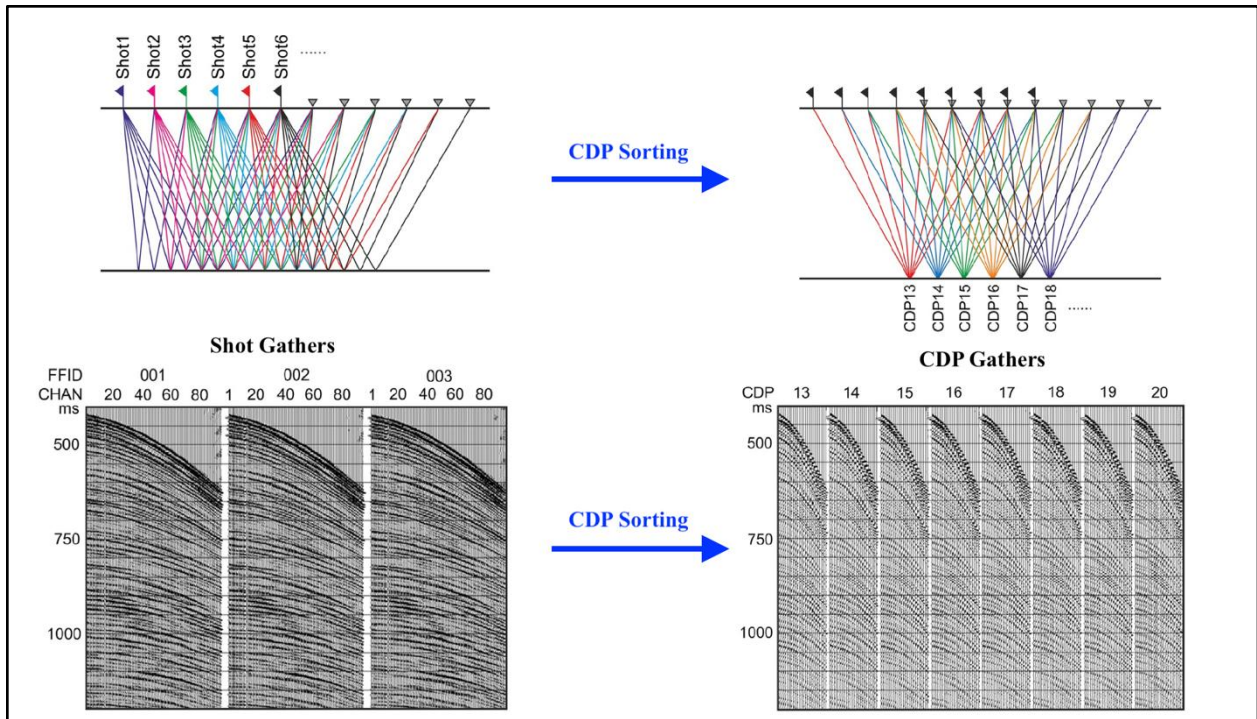 Shot1
Shot2
Shot3
Shot4
Shot5
Shot6
......
CDP Sorting
CDP13
CDP14
CDP15
CDP16
CDP17
CDP18
......
Shot Gathers
FFID 001 002 003
CHAN 20 40 60 80 1 20 40 60 80 1 20 40 60 80
ms
500
750
1000
CDP Sorting
CDP Gathers
CDP 13 14 15 16 17 18 19 20
ms
500
750
1000